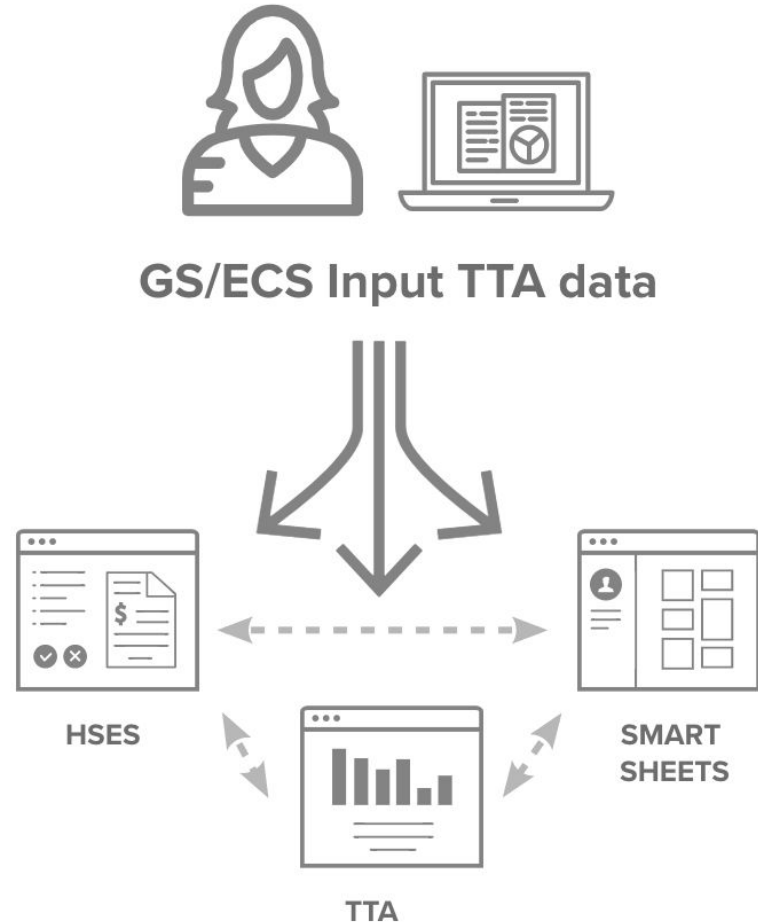 GS/ECS Input TTA data
$
HSES
SMART
SHEETS
TTA